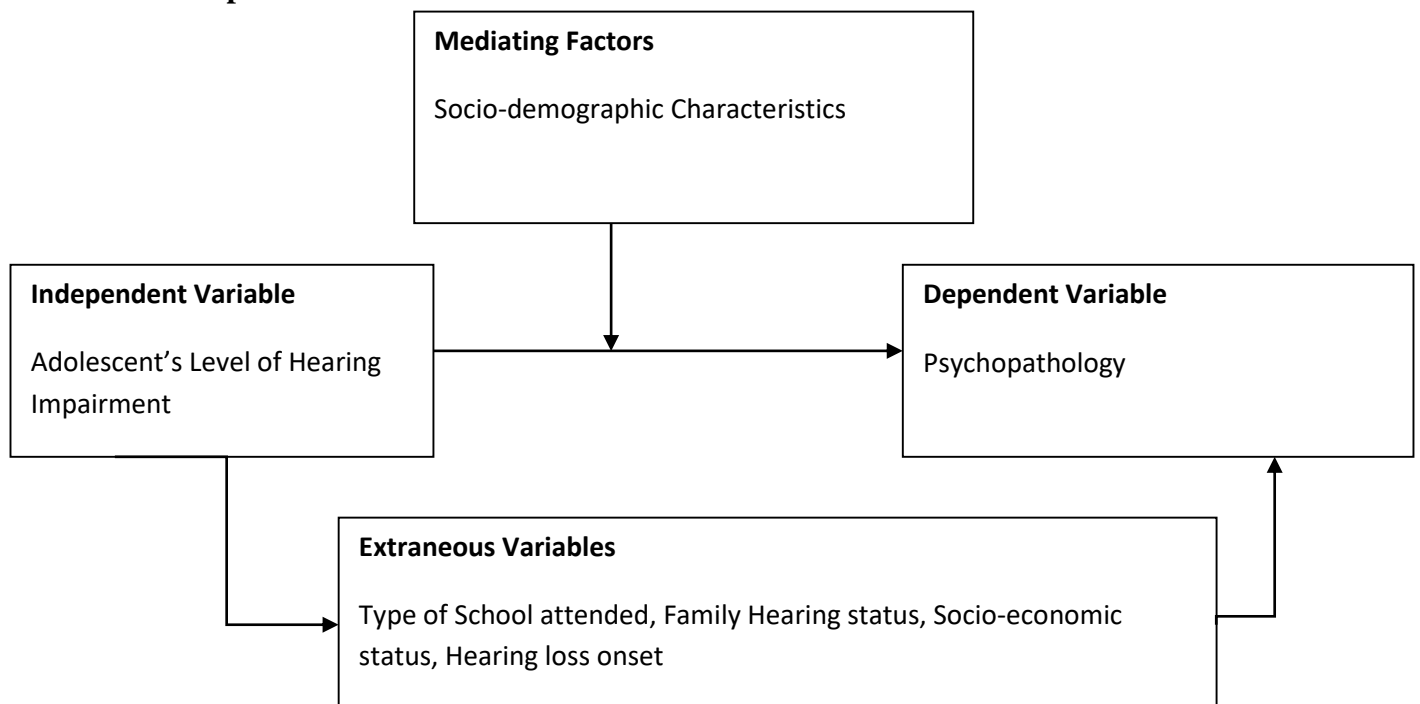 Mediating Factors
Socio-demographic Characteristics
Independent Variable
Adolescent’s Level of Hearing
Impairment
Dependent Variable
Psychopathology
Extraneous Variables
Type of School attended, Family Hearing status, Socio-economic
status, Hearing loss onset